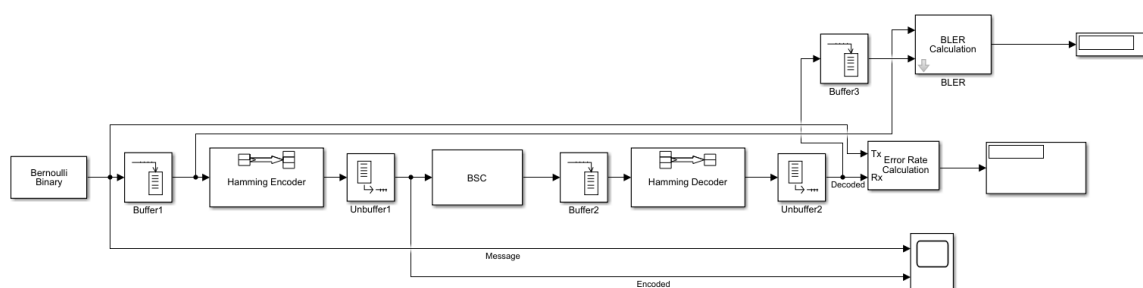 BLER
Calculation
BLER
Buffer3
Bernoulli
Binary
Buffer1
Hamming Encoder
Unbuffer1
BSC
Buffer2
Hamming Decoder
Unbuffer2
Decoded
Tx
Rx
Error Rate
Calculation
Message
Encoded